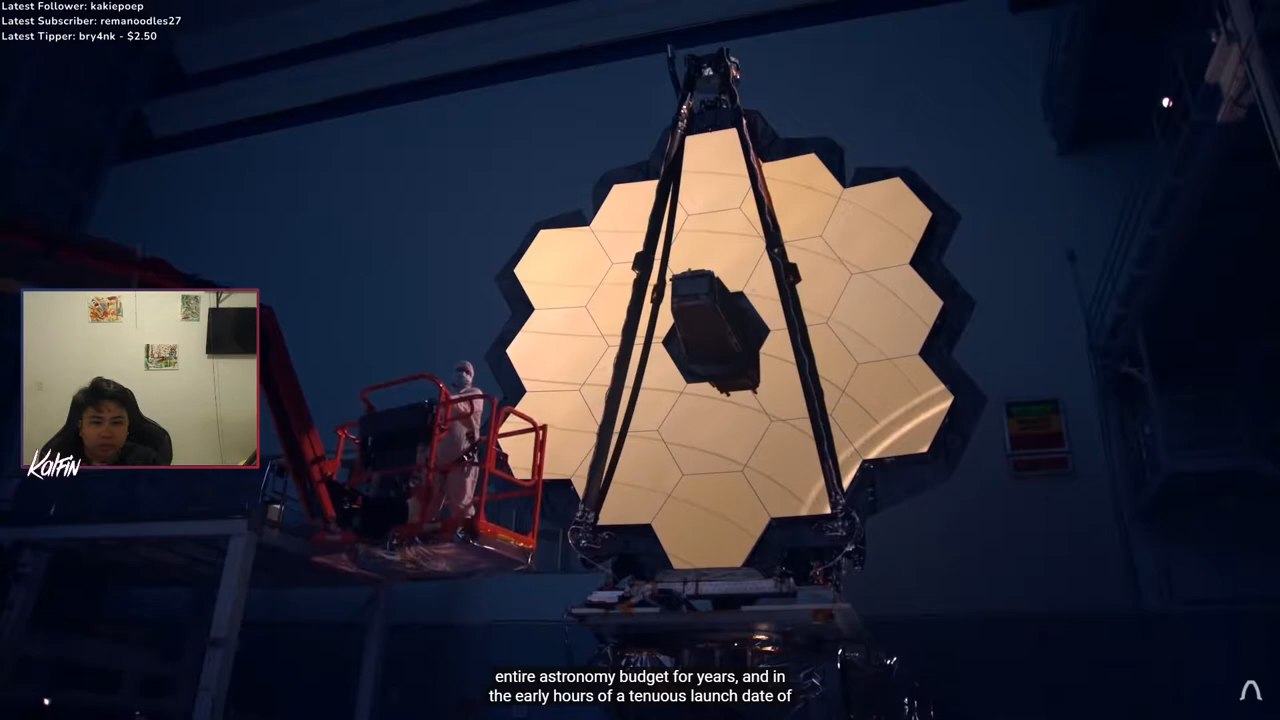 Latest Follower: kakiepoep
Latest Subscriber: remanoodles27
Latest Tipper: bry4nk - $2.50
KalFin
entire astronomy budget for years, and in
the early hours of a tenuous launch date of